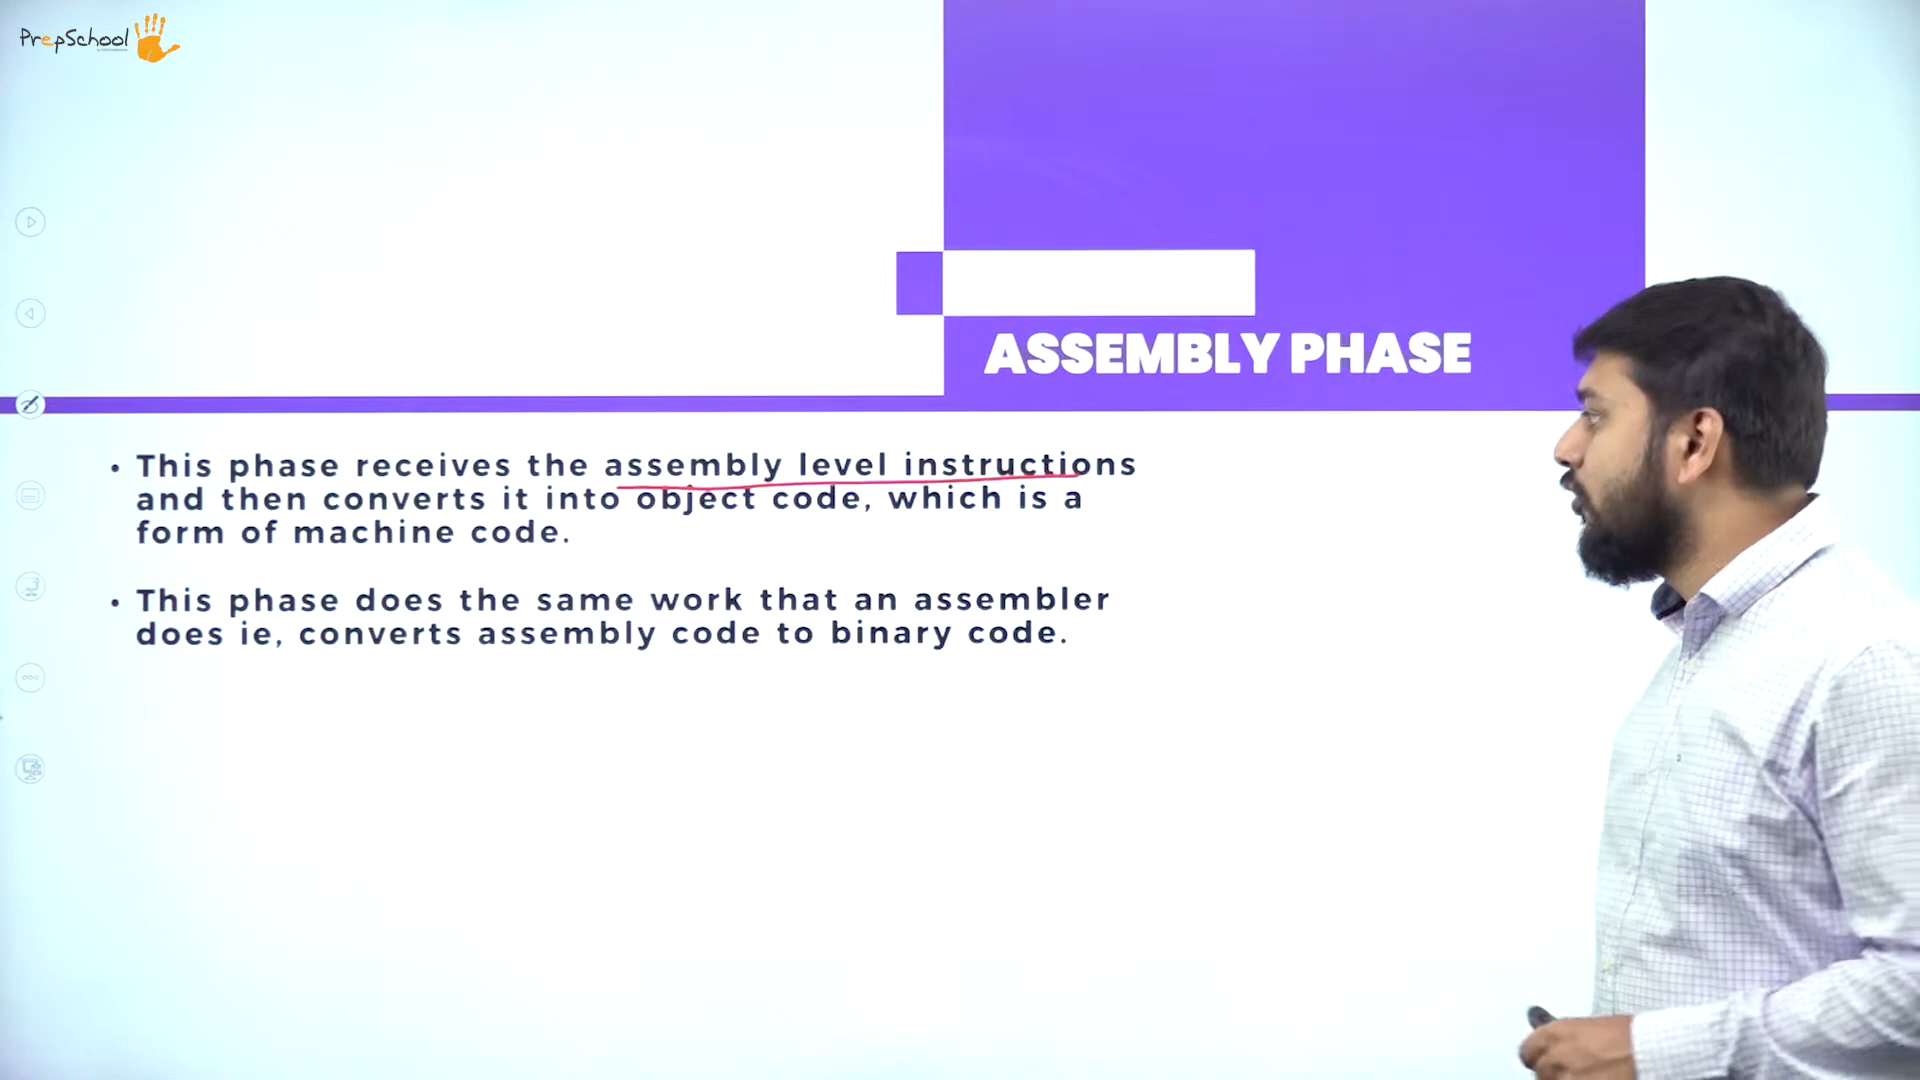 PrepSchool
ASSEMBLY PHASE
• This phase receives the assembly level instructions
and then converts it into object code, which is a
form of machine code.
• This phase does the same work that an assembler
does ie, converts assembly code to binary code.